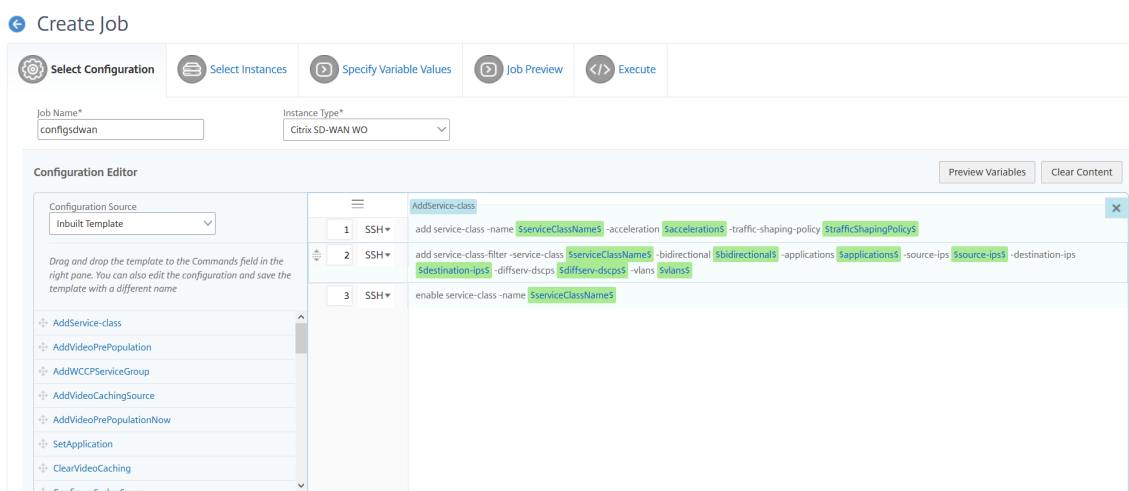 Create Job
Select Configuration
Select Instances
Specify Variable Values
Job Preview
Execute
Job Name*
Instance Type*
configsdwan
Citrix SD-WAN WO
Configuration Editor
Preview Variables
Clear Content
Configuration Source
Inbuilt Template
Drag and drop the template to the Commands field in the
right pane. You can also edit the configuration and save the
template with a different name
AddService-class
AddVideoPrePopulation
AddWCCPServiceGroup
AddVideoCachingSource
AddVideoPrePopulationNow
SetApplication
ClearVideoCaching
AddService-class
1 SSH add service-class -name $serviceClassName$ -acceleration $acceleration$ -traffic-shaping-policy $trafficShapingPolicy$
2 SSH add service-class-filter -service-class $serviceClassName$ -bidirectional $bidirectional$ -applications $applications$ -source-ips $source-ips$ -destination-ips
$destination-ips$ -diffserv-dscps $diffserv-dscps$ -vlans $vlans$
3 SSH enable service-class -name $serviceClassName$